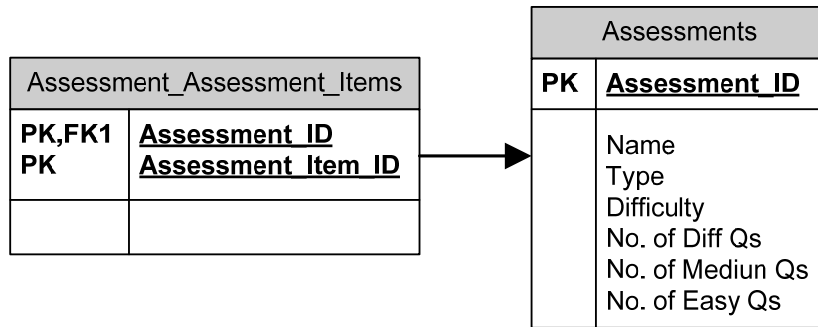 Assessment_Assessment_Items
PK,FK1 Assessment_ID
PK Assessment_Item_ID
Assessments
PK Assessment_ID
Name
Type
Difficulty
No. of Diff Qs
No. of Mediun Qs
No. of Easy Qs